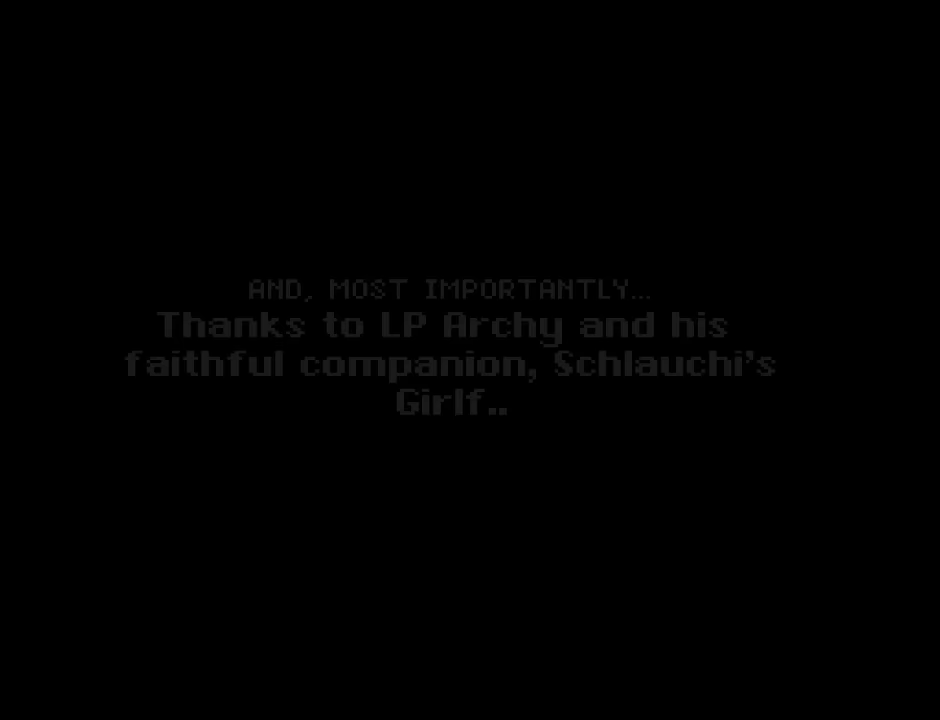 AND, MOST IMPORTANTLY...
Thanks to LP Archy and his
faithful companion, Schlauchi's
Girlf..